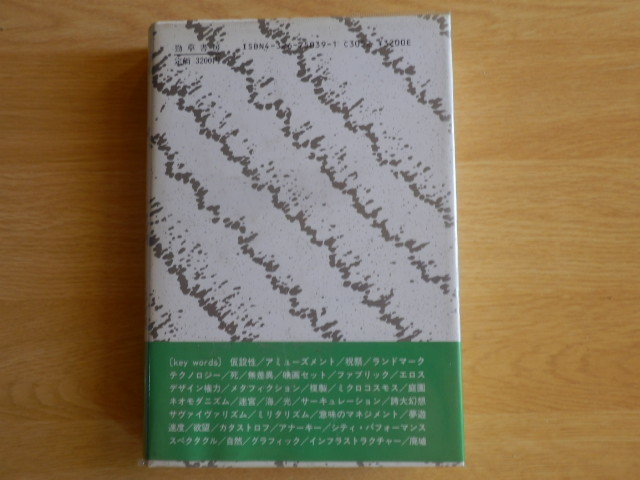 勁草書房 ISBN4-326-
定価 3200円
〔key words〕 仮設性／アミューズメント／祝祭／ランドマーク
テクノロジー／死／無差異／映画セット／ファブリック／エロス
デザイン権力／メタフィクション／複製／ミクロコスモス／庭園
ネオモダニズム／迷宮／海／光／サーキュレーション／誇大幻想
サヴァイヴァリズム／ミリタリズム／意味のマネジメント／夢遊
速度／欲望／カタストロフ／アナーキー／シティ・パフォーマンス
スペクタクル／自然／グラフィック／インフラストラクチャー／廃墟